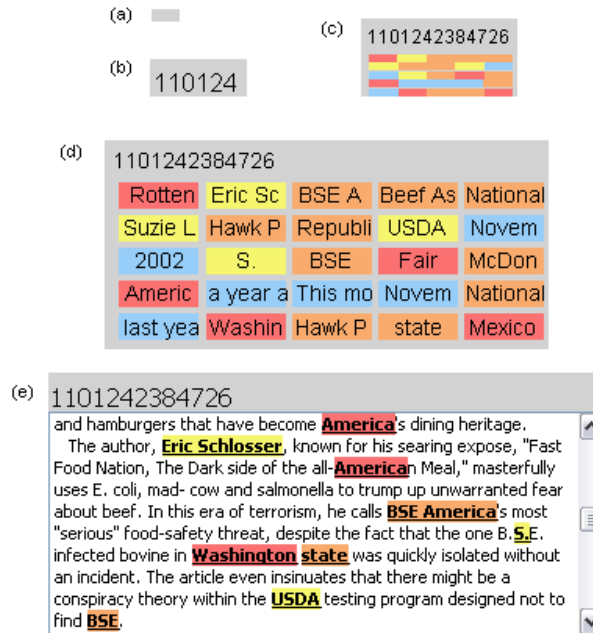 (a)
(b) 110124
(c) 1101242384726
(d) 1101242384726
Rotten Eric Sc BSE A Beef As National
Suzie L Hawk P Republi USDA Novem
2002 S. BSE Fair McDon
Americ a year a This mo Novem National
last yea Washin Hawk P state Mexico
(e) 1101242384726
and hamburgers that have become America's dining heritage.
The author, Eric Schlosser, known for his searing expose, "Fast
Food Nation, The Dark side of the all-American Meal," masterfully
uses E. coli, mad- cow and salmonella to trump up unwarranted fear
about beef. In this era of terrorism, he calls BSE America's most
"serious" food-safety threat, despite the fact that the one B.S.E.
infected bovine in Washington state was quickly isolated without
an incident. The article even insinuates that there might be a
conspiracy theory within the USDA testing program designed not to
find BSE.